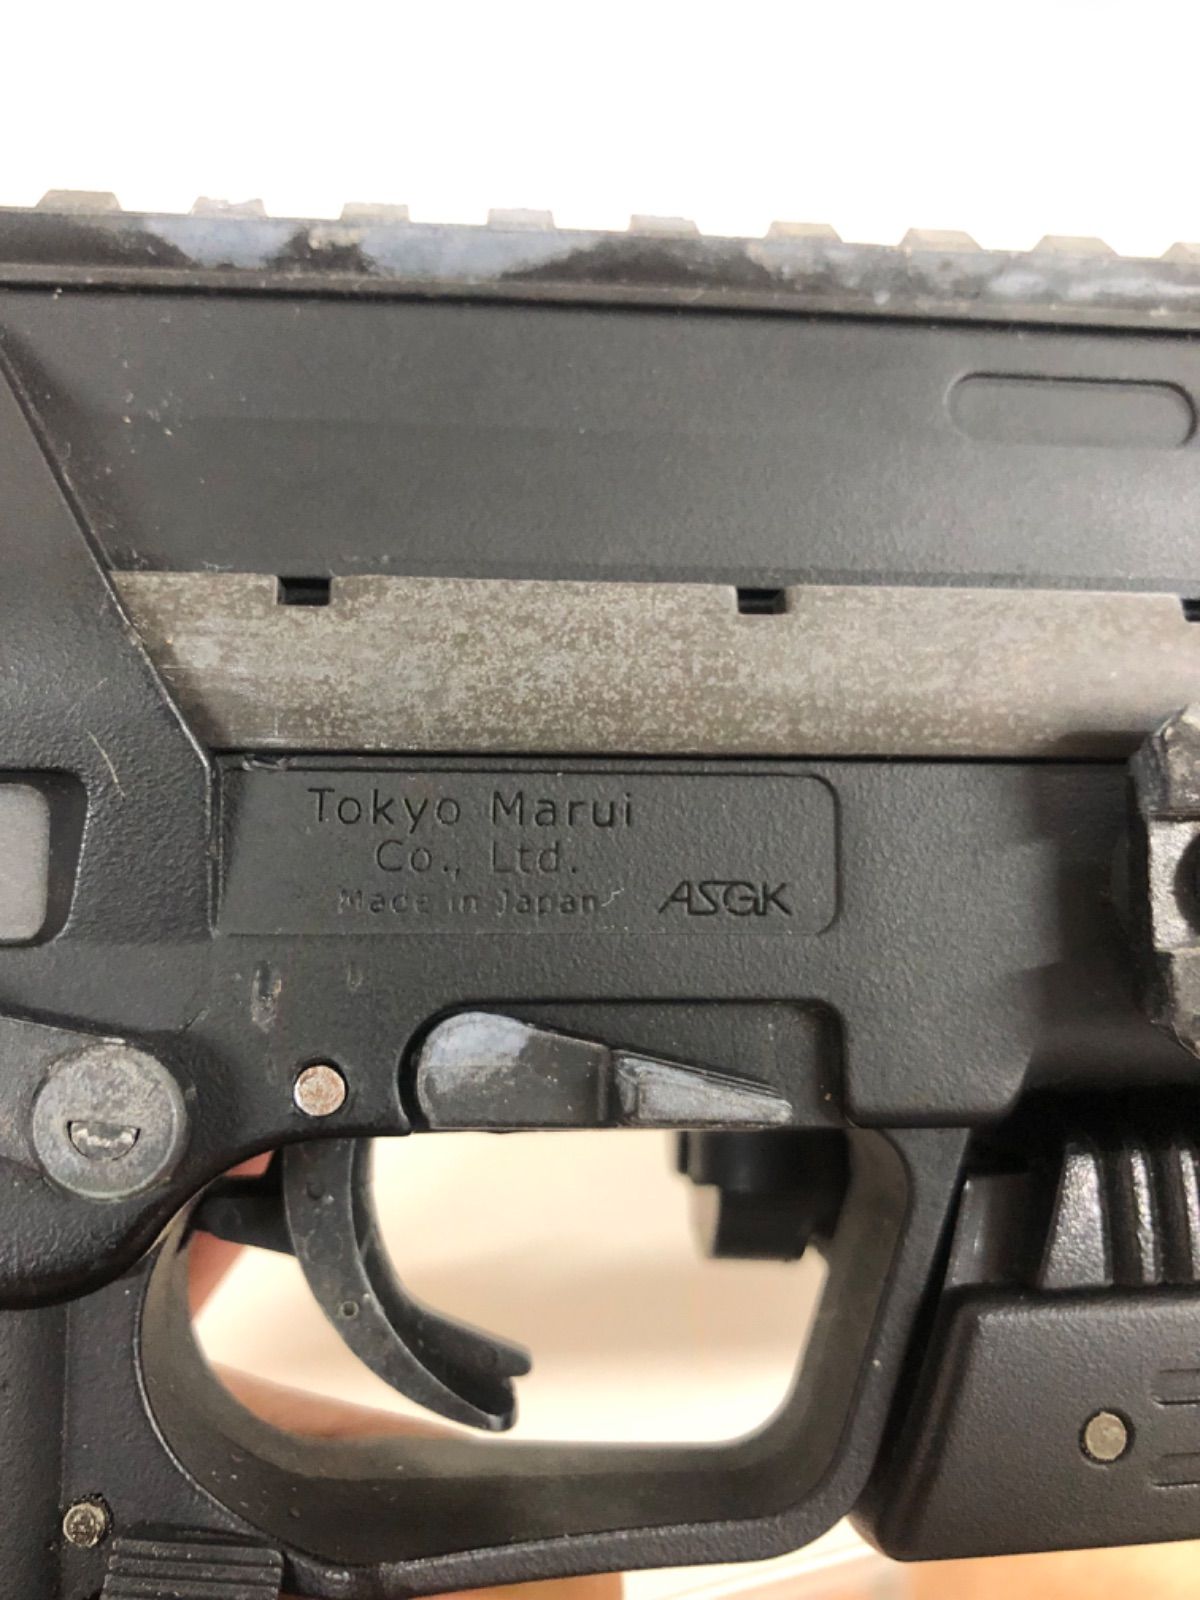 Tokyo Marui
Co., Ltd.
Made in Japan
ASGK